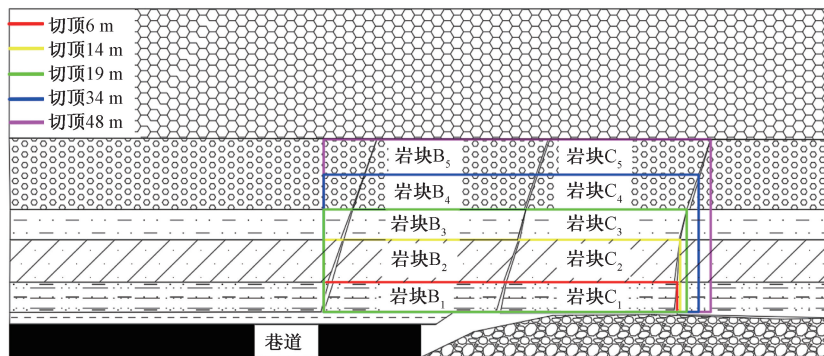 切顶6 m
切顶14 m
切顶19 m
切顶34 m
切顶48 m
岩块B₅ 岩块C₅
岩块B₄ 岩块C₄
岩块B₃ 岩块C₃
岩块B₂ 岩块C₂
岩块B₁ 岩块C₁
巷道